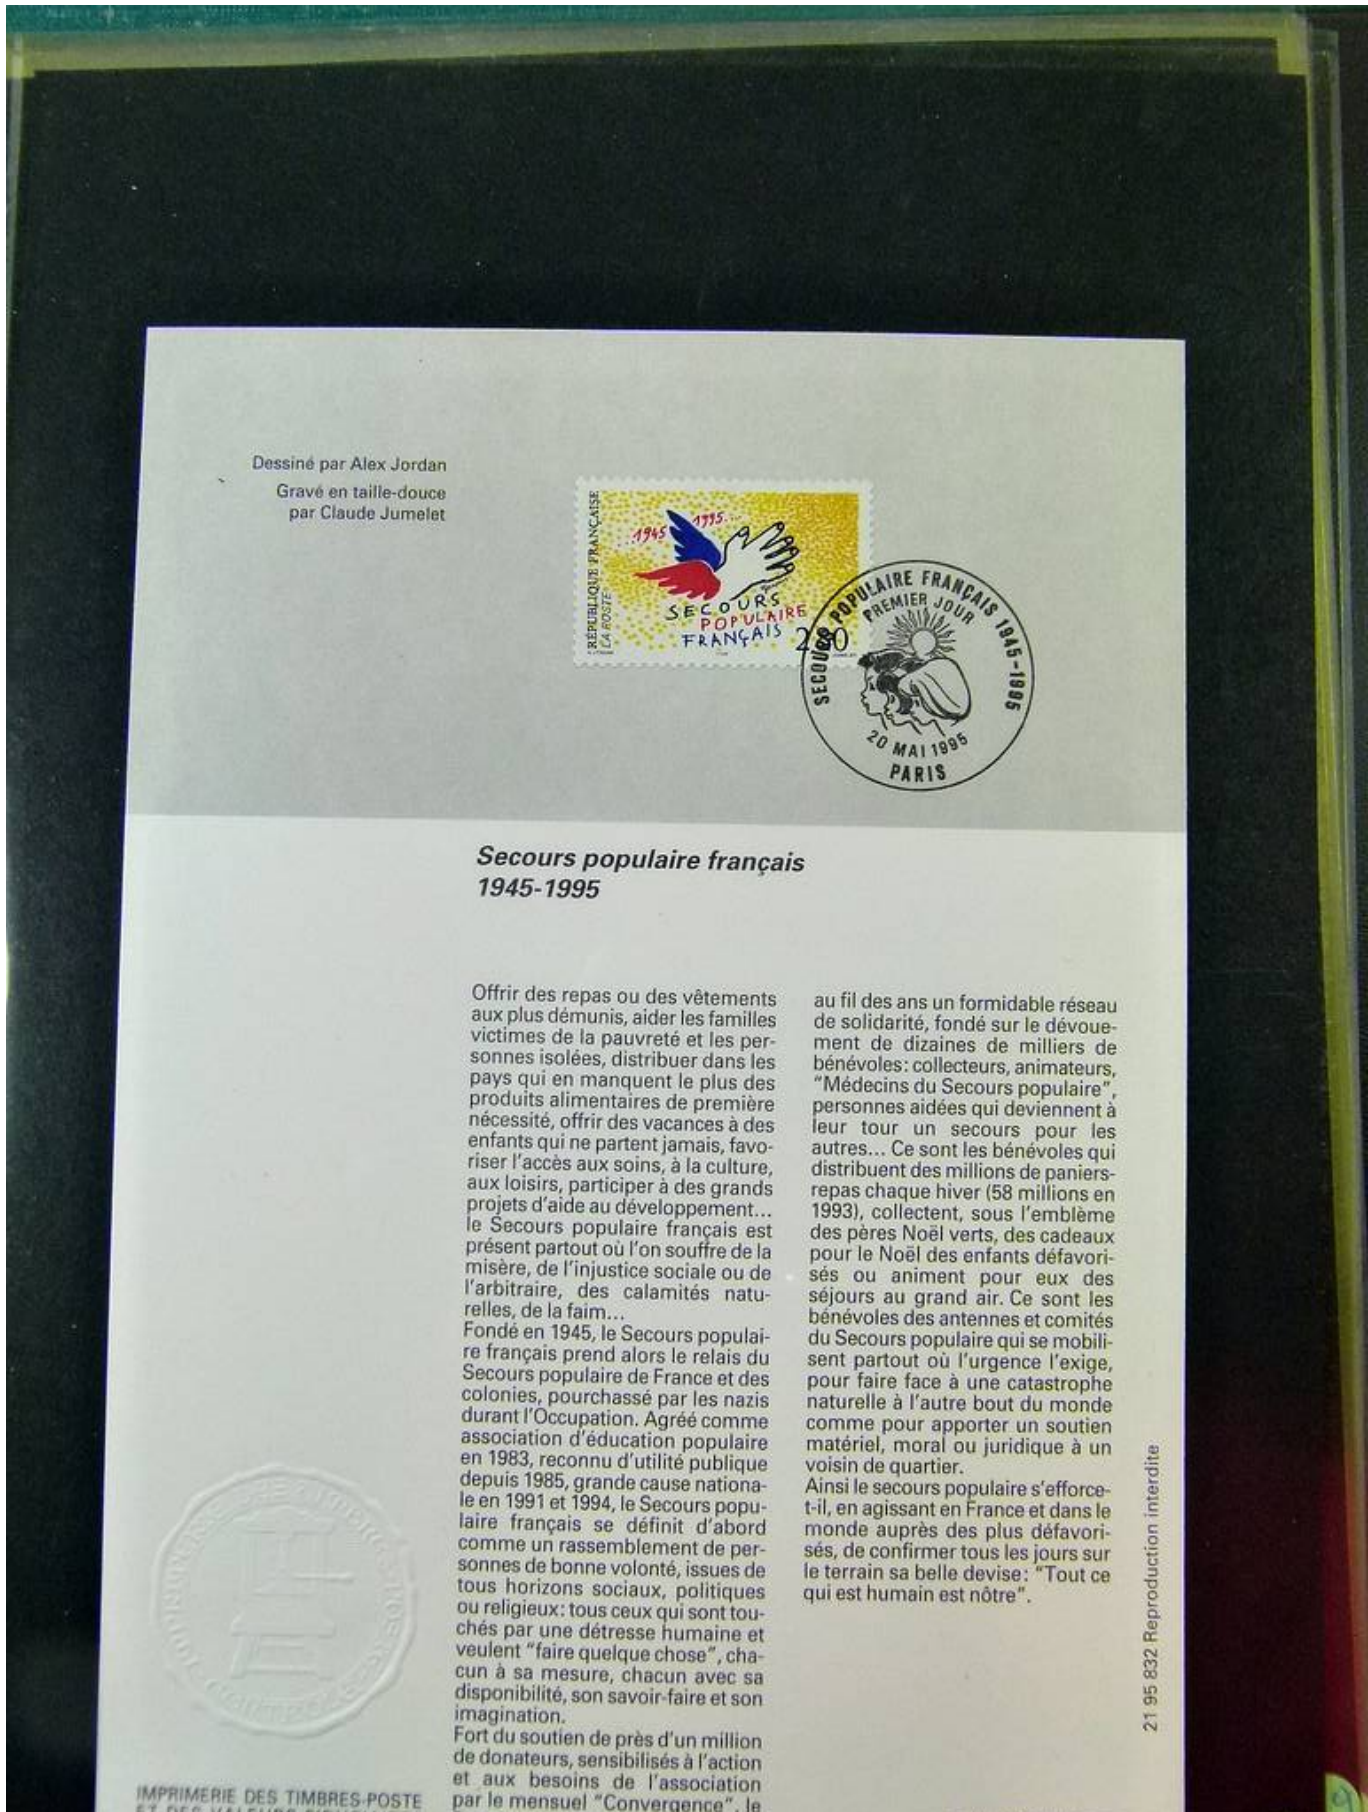 Dessiné par Alex Jordan
Gravé en taille-douce
par Claude Jumelet
RÉPUBLIQUE FRANÇAISE
LA POSTE
...1945
1995...
SECOURS
POPULAIRE
FRANÇAIS
2,80
SECOURS POPULAIRE FRANÇAIS 1945-1995
PREMIER JOUR
20 MAI 1995
PARIS
Secours populaire français
1945-1995
Offrir des repas ou des vêtements
aux plus démunis, aider les familles
victimes de la pauvreté et les per-
sonnes isolées, distribuer dans les
pays qui en manquent le plus des
produits alimentaires de première
nécessité, offrir des vacances à des
enfants qui ne partent jamais, favo-
riser l'accès aux soins, à la culture,
aux loisirs, participer à des grands
projets d'aide au développement...
le Secours populaire français est
présent partout où l'on souffre de la
misère, de l'injustice sociale ou de
l'arbitraire, des calamités natu-
relles, de la faim...
Fondé en 1945, le Secours populai-
re français prend alors le relais du
Secours populaire de France et des
colonies, pourchassé par les nazis
durant l'Occupation. Agréé comme
association d'éducation populaire
en 1983, reconnu d'utilité publique
depuis 1985, grande cause nationa-
le en 1991 et 1994, le Secours popu-
laire français se définit d'abord
comme un rassemblement de per-
sonnes de bonne volonté, issues de
tous horizons sociaux, politiques
ou religieux: tous ceux qui sont tou-
chés par une détresse humaine et
veulent "faire quelque chose", cha-
cun à sa mesure, chacun avec sa
disponibilité, son savoir-faire et son
imagination.
Fort du soutien de près d'un million
de donateurs, sensibilisés à l'action
et aux besoins de l'association
par le mensuel "Convergence", le
au fil des ans un formidable réseau
de solidarité, fondé sur le dévoue-
ment de dizaines de milliers de
bénévoles: collecteurs, animateurs,
"Médecins du Secours populaire",
personnes aidées qui deviennent à
leur tour un secours pour les
autres... Ce sont les bénévoles qui
distribuent des millions de paniers-
repas chaque hiver (58 millions en
1993), collectent, sous l'emblème
des pères Noël verts, des cadeaux
pour le Noël des enfants défavori-
sés ou animent pour eux des
séjours au grand air. Ce sont les
bénévoles des antennes et comités
du Secours populaire qui se mobili-
sent partout où l'urgence l'exige,
pour faire face à une catastrophe
naturelle à l'autre bout du monde
comme pour apporter un soutien
matériel, moral ou juridique à un
voisin de quartier.
Ainsi le secours populaire s'efforce-
t-il, en agissant en France et dans le
monde auprès des plus défavori-
sés, de confirmer tous les jours sur
le terrain sa belle devise: "Tout ce
qui est humain est nôtre".
21 95 832 Reproduction interdite
IMPRIMERIE DES TIMBRES-POSTE